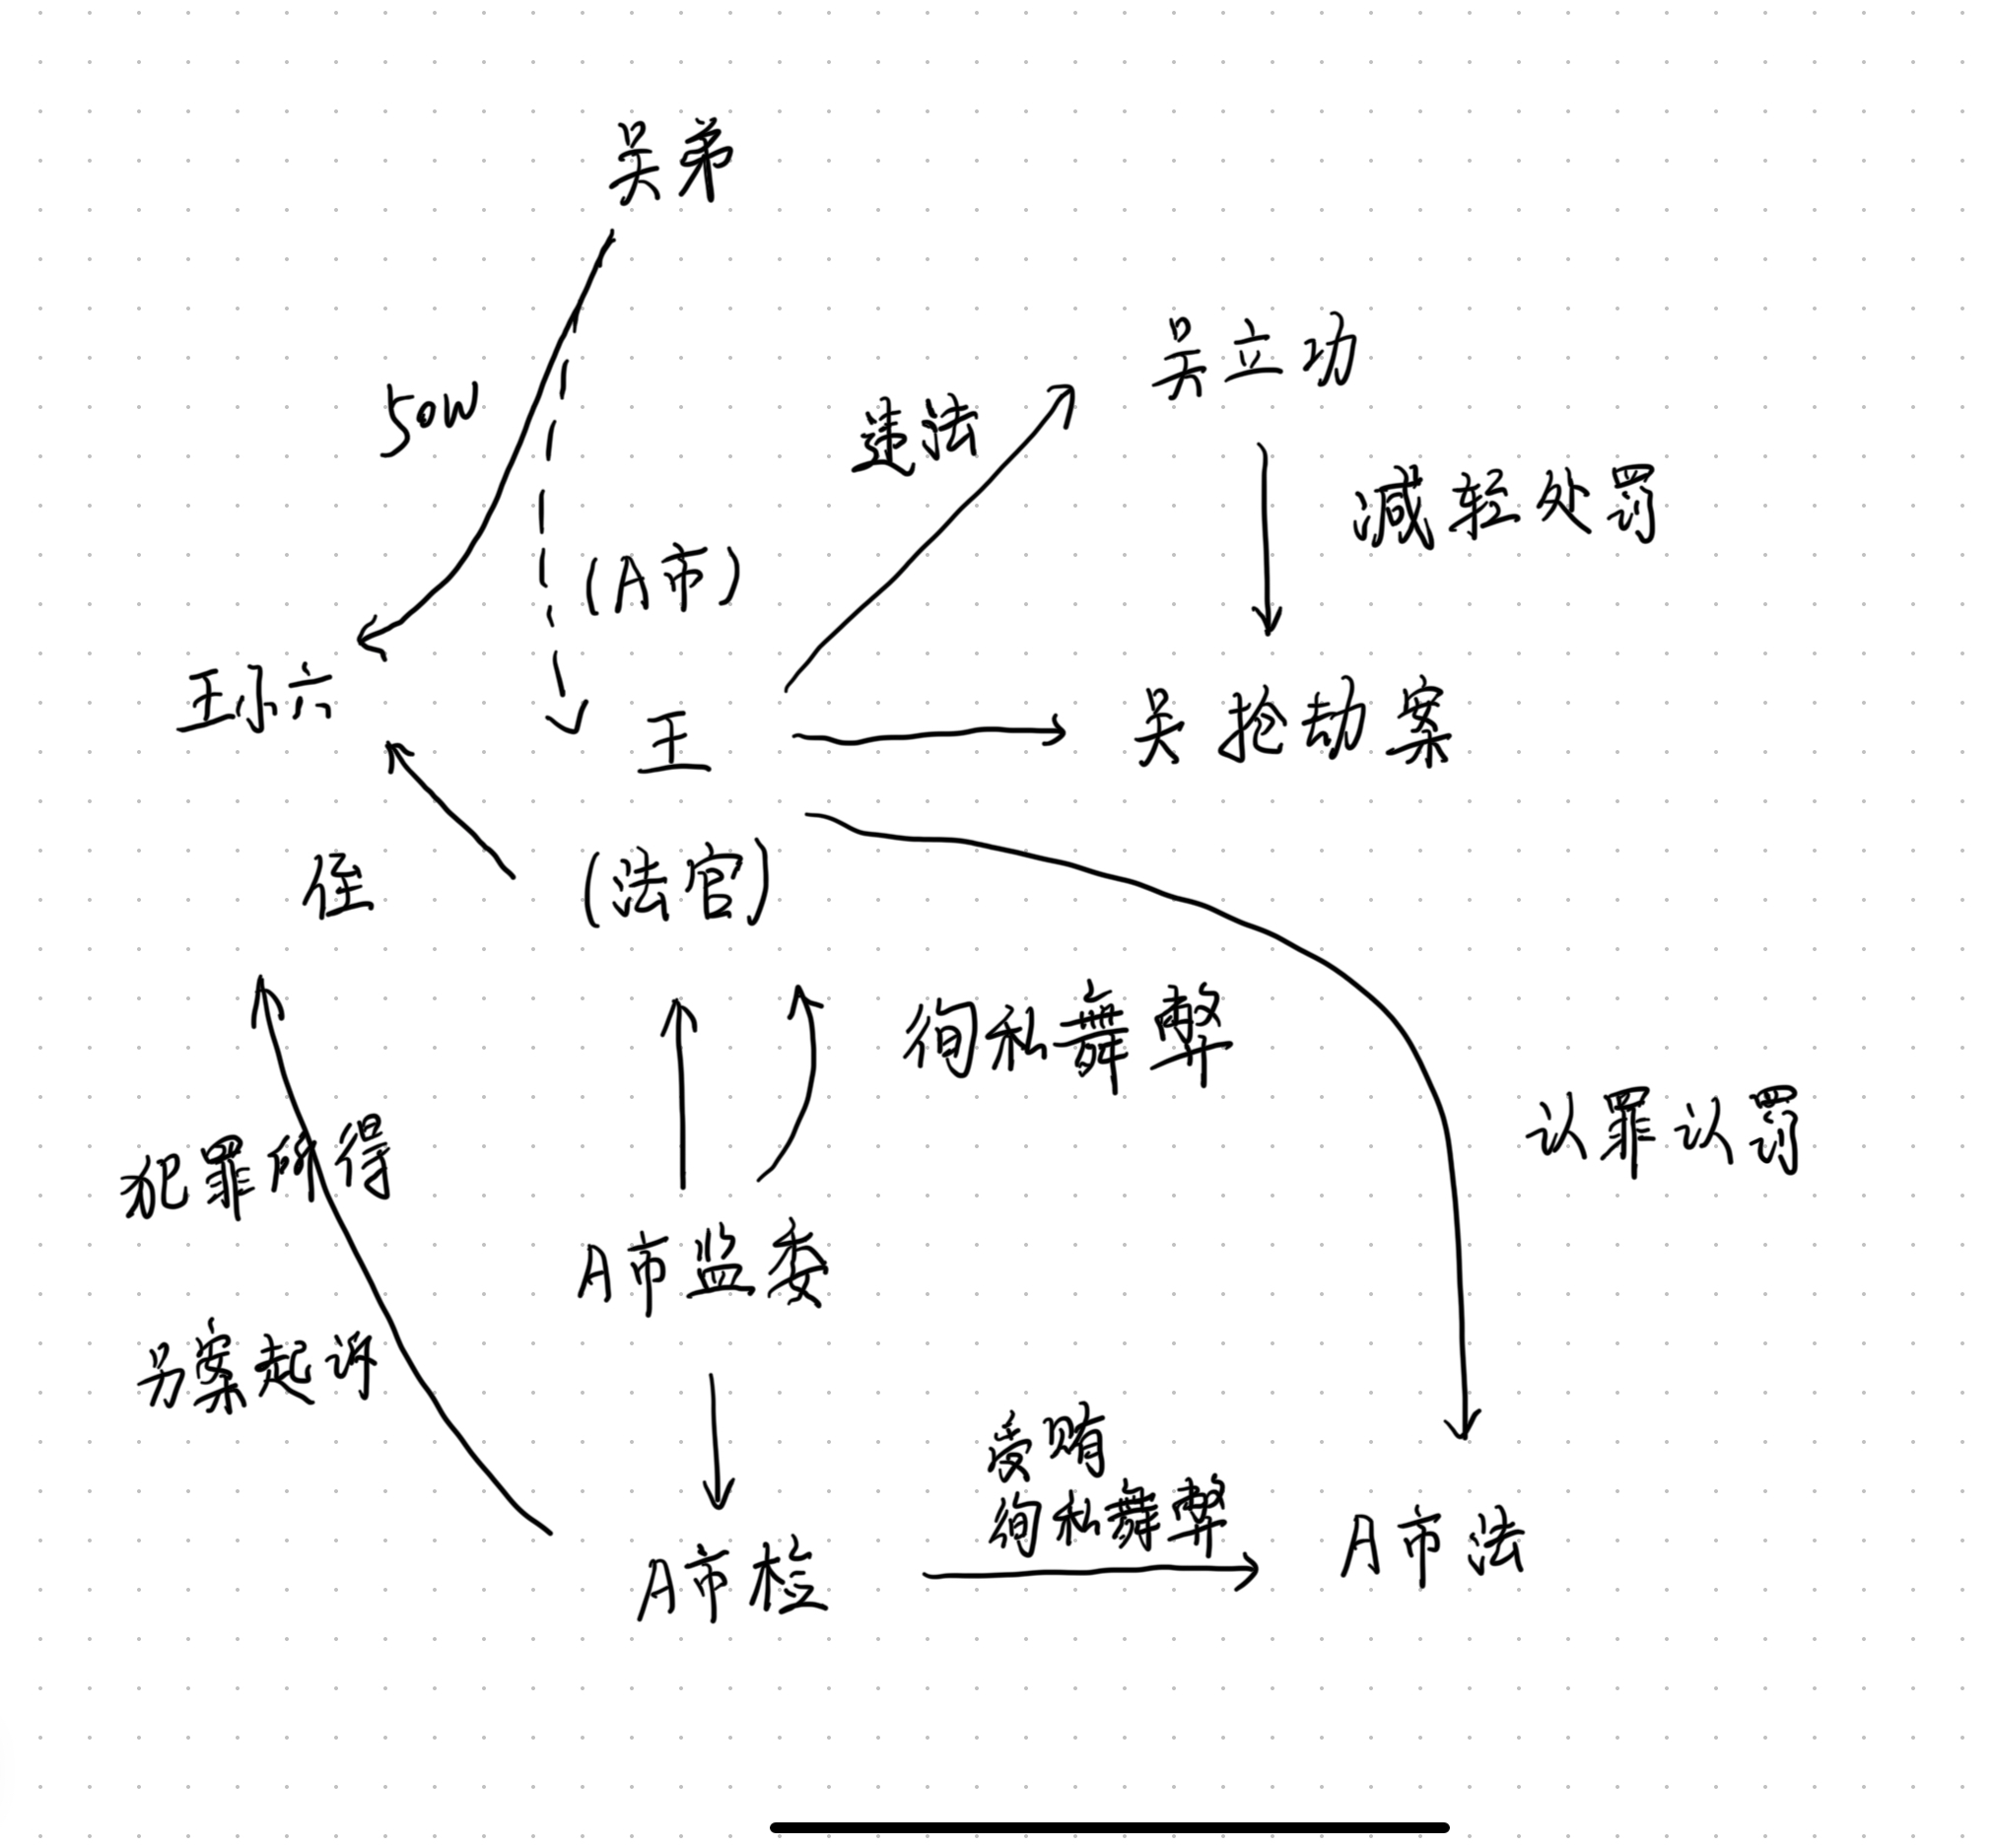 吴弟
吴立功
违法
50W
减轻处罚
(A市)
王小六
王
吴抢劫案
侄
(法官)
徇私舞弊
认罪认罚
犯罪所得
A市监委
另案起诉
受贿
徇私舞弊
A市检
A市法